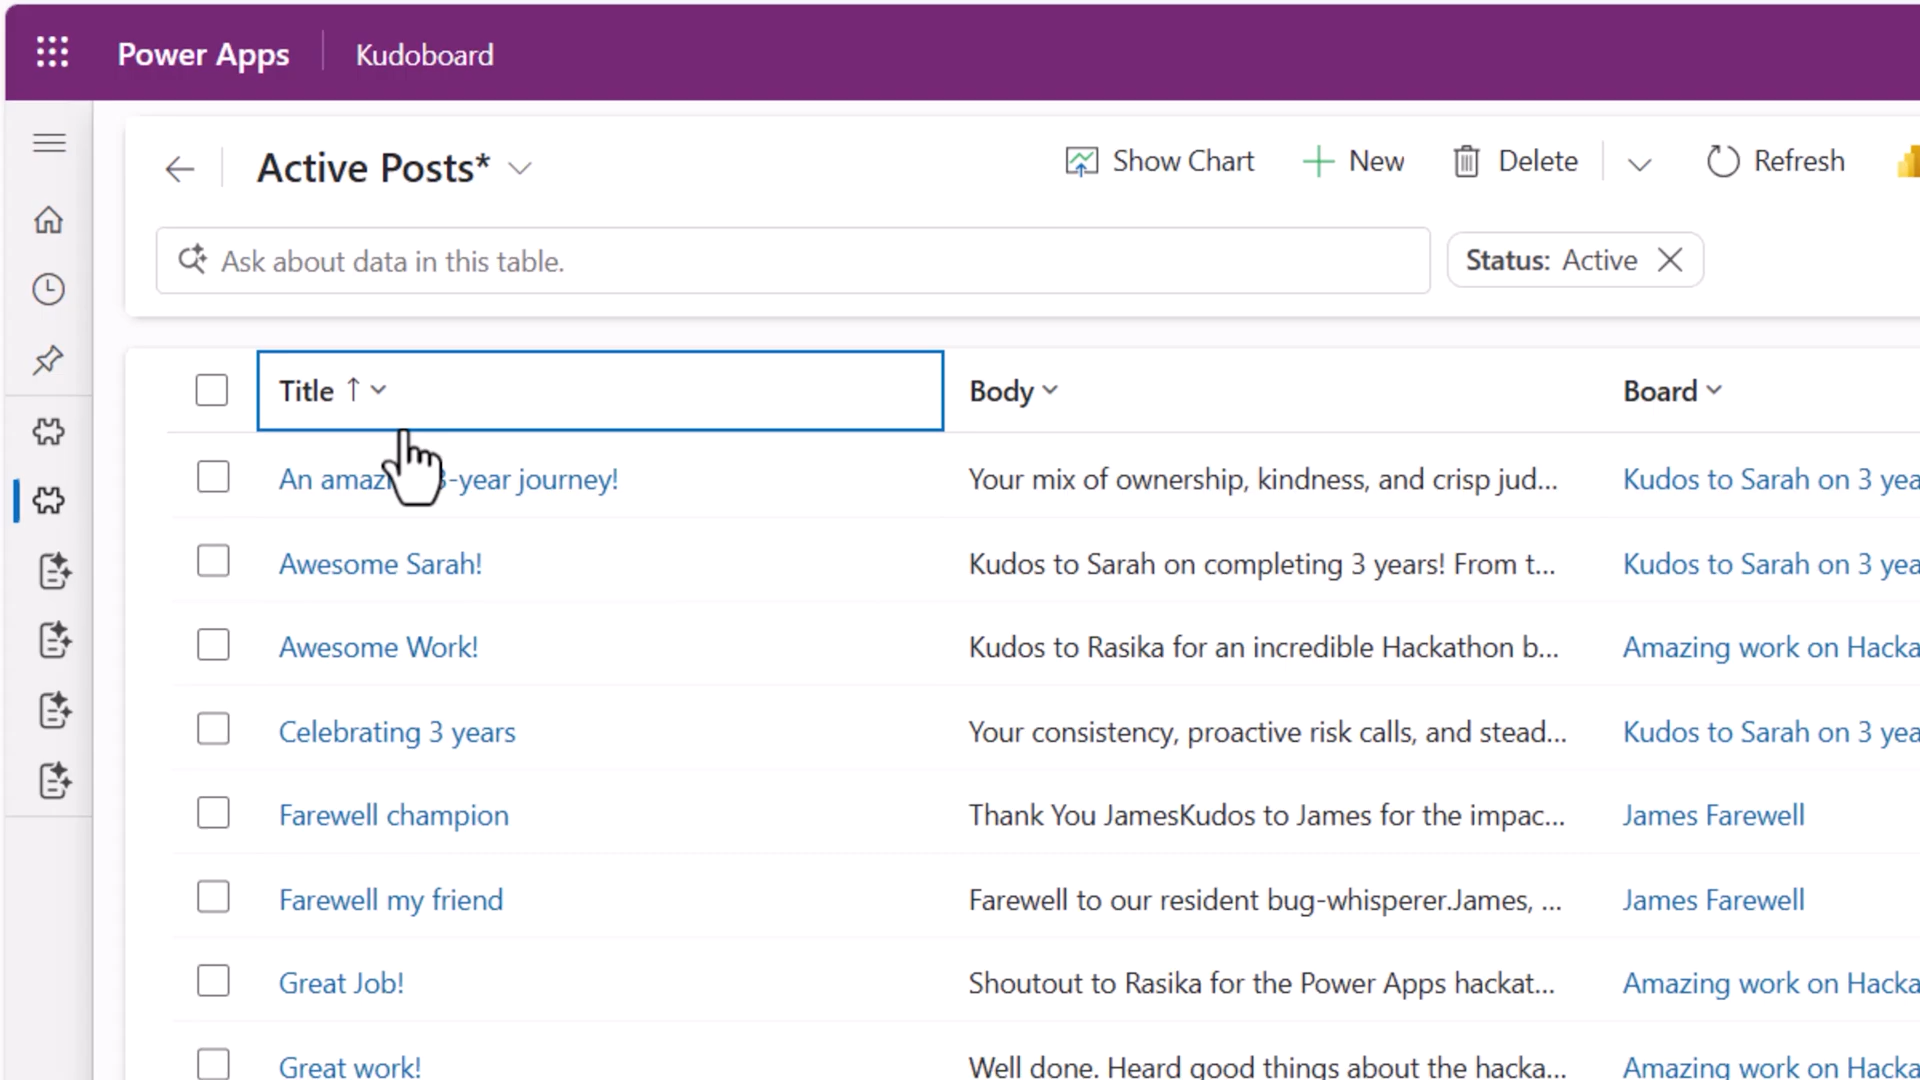 Power Apps Kudoboard
Active Posts*
Show Chart New Delete Refresh
Ask about data in this table.
Status: Active
Title Body Board
An amazi 3-year journey! Your mix of ownership, kindness, and crisp jud... Kudos to Sarah on 3 yea
Awesome Sarah! Kudos to Sarah on completing 3 years! From t... Kudos to Sarah on 3 yea
Awesome Work! Kudos to Rasika for an incredible Hackathon b... Amazing work on Hacka
Celebrating 3 years Your consistency, proactive risk calls, and stead... Kudos to Sarah on 3 yea
Farewell champion Thank You JamesKudos to James for the impac... James Farewell
Farewell my friend Farewell to our resident bug-whisperer.James, ... James Farewell
Great Job! Shoutout to Rasika for the Power Apps hackat... Amazing work on Hacka
Great work! Well done. Heard good things about the hacka... Amazing work on Hacka